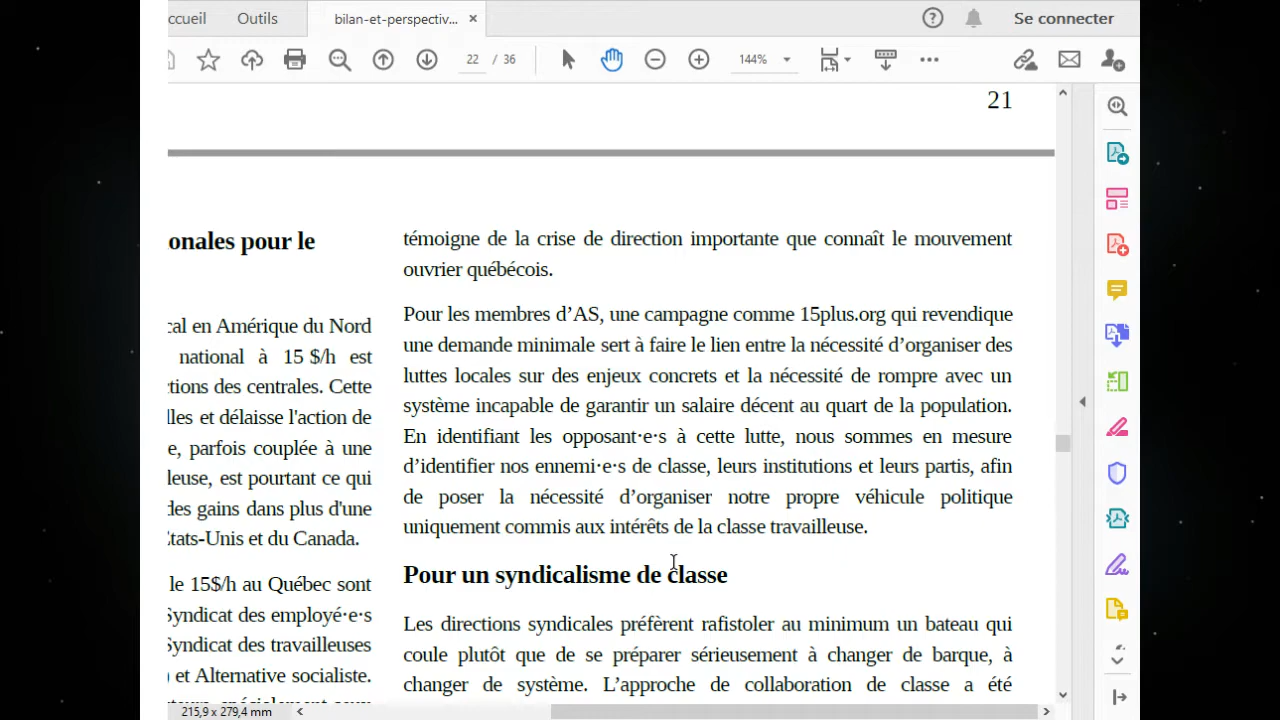 ccueil
Outils
bilan-et-perspectiv... ×
Se connecter
22 / 36
144%
21
onales pour le
cal en Amérique du Nord
national à 15 $/h est
ctions des centrales. Cette
lles et délaisse l'action de
e, parfois couplée à une
leuse, est pourtant ce qui
des gains dans plus d'une
États-Unis et du Canada.
le 15$/h au Québec sont
Syndicat des employé·e·s
Syndicat des travailleuses
) et Alternative socialiste.
témoigne de la crise de direction importante que connaît le mouvement
ouvrier québécois.
Pour les membres d’AS, une campagne comme 15plus.org qui revendique
une demande minimale sert à faire le lien entre la nécessité d’organiser des
luttes locales sur des enjeux concrets et la nécessité de rompre avec un
système incapable de garantir un salaire décent au quart de la population.
En identifiant les opposant·e·s à cette lutte, nous sommes en mesure
d’identifier nos ennemi·e·s de classe, leurs institutions et leurs partis, afin
de poser la nécessité d’organiser notre propre véhicule politique
uniquement commis aux intérêts de la classe travailleuse.
Pour un syndicalisme de classe
Les directions syndicales préfèrent rafistoler au minimum un bateau qui
coule plutôt que de se préparer sérieusement à changer de barque, à
changer de système. L’approche de collaboration de classe a été
215,9 x 279,4 mm